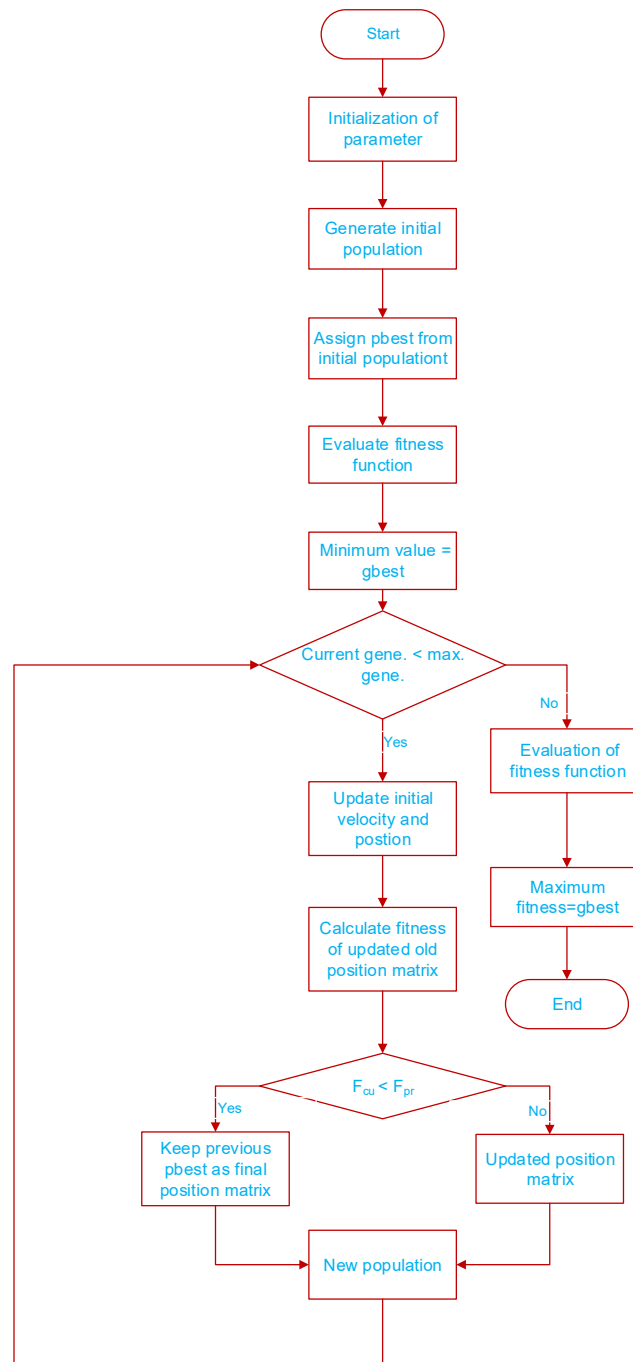 Start
Initialization of
parameter
Generate initial
population
Assign pbest from
initial populationt
Evaluate fitness
function
Minimum value =
gbest
Current gene. < max.
gene.
No
Yes
Evaluation of
fitness function
Update initial
velocity and
postion
Maximum
fitness=gbest
Calculate fitness
of updated old
position matrix
End
Fcu < Fpr
Yes
No
Keep previous
pbest as final
position matrix
Updated position
matrix
New population